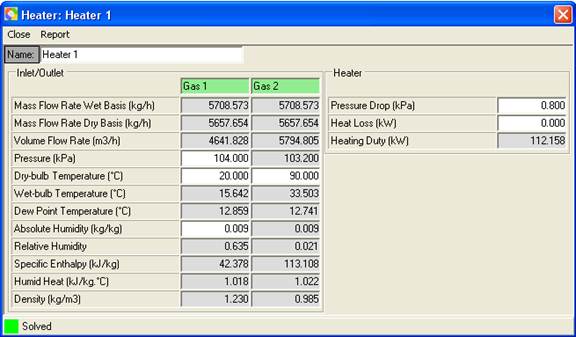 Heater: Heater 1
Close Report
Name: Heater 1
Inlet/Outlet
Gas 1 Gas 2
Mass Flow Rate Wet Basis (kg/h) 5708.573 5708.573
Mass Flow Rate Dry Basis (kg/h) 5657.654 5657.654
Volume Flow Rate (m3/h) 4641.828 5794.805
Pressure (kPa) 104.000 103.200
Dry-bulb Temperature (°C) 20.000 90.000
Wet-bulb Temperature (°C) 15.642 33.503
Dew Point Temperature (°C) 12.859 12.741
Absolute Humidity (kg/kg) 0.009 0.009
Relative Humidity 0.635 0.021
Specific Enthalpy (kJ/kg) 42.378 113.108
Humid Heat (kJ/kg.°C) 1.018 1.022
Density (kg/m3) 1.230 0.985
Heater
Pressure Drop (kPa) 0.800
Heat Loss (kW) 0.000
Heating Duty (kW) 112.158
Solved